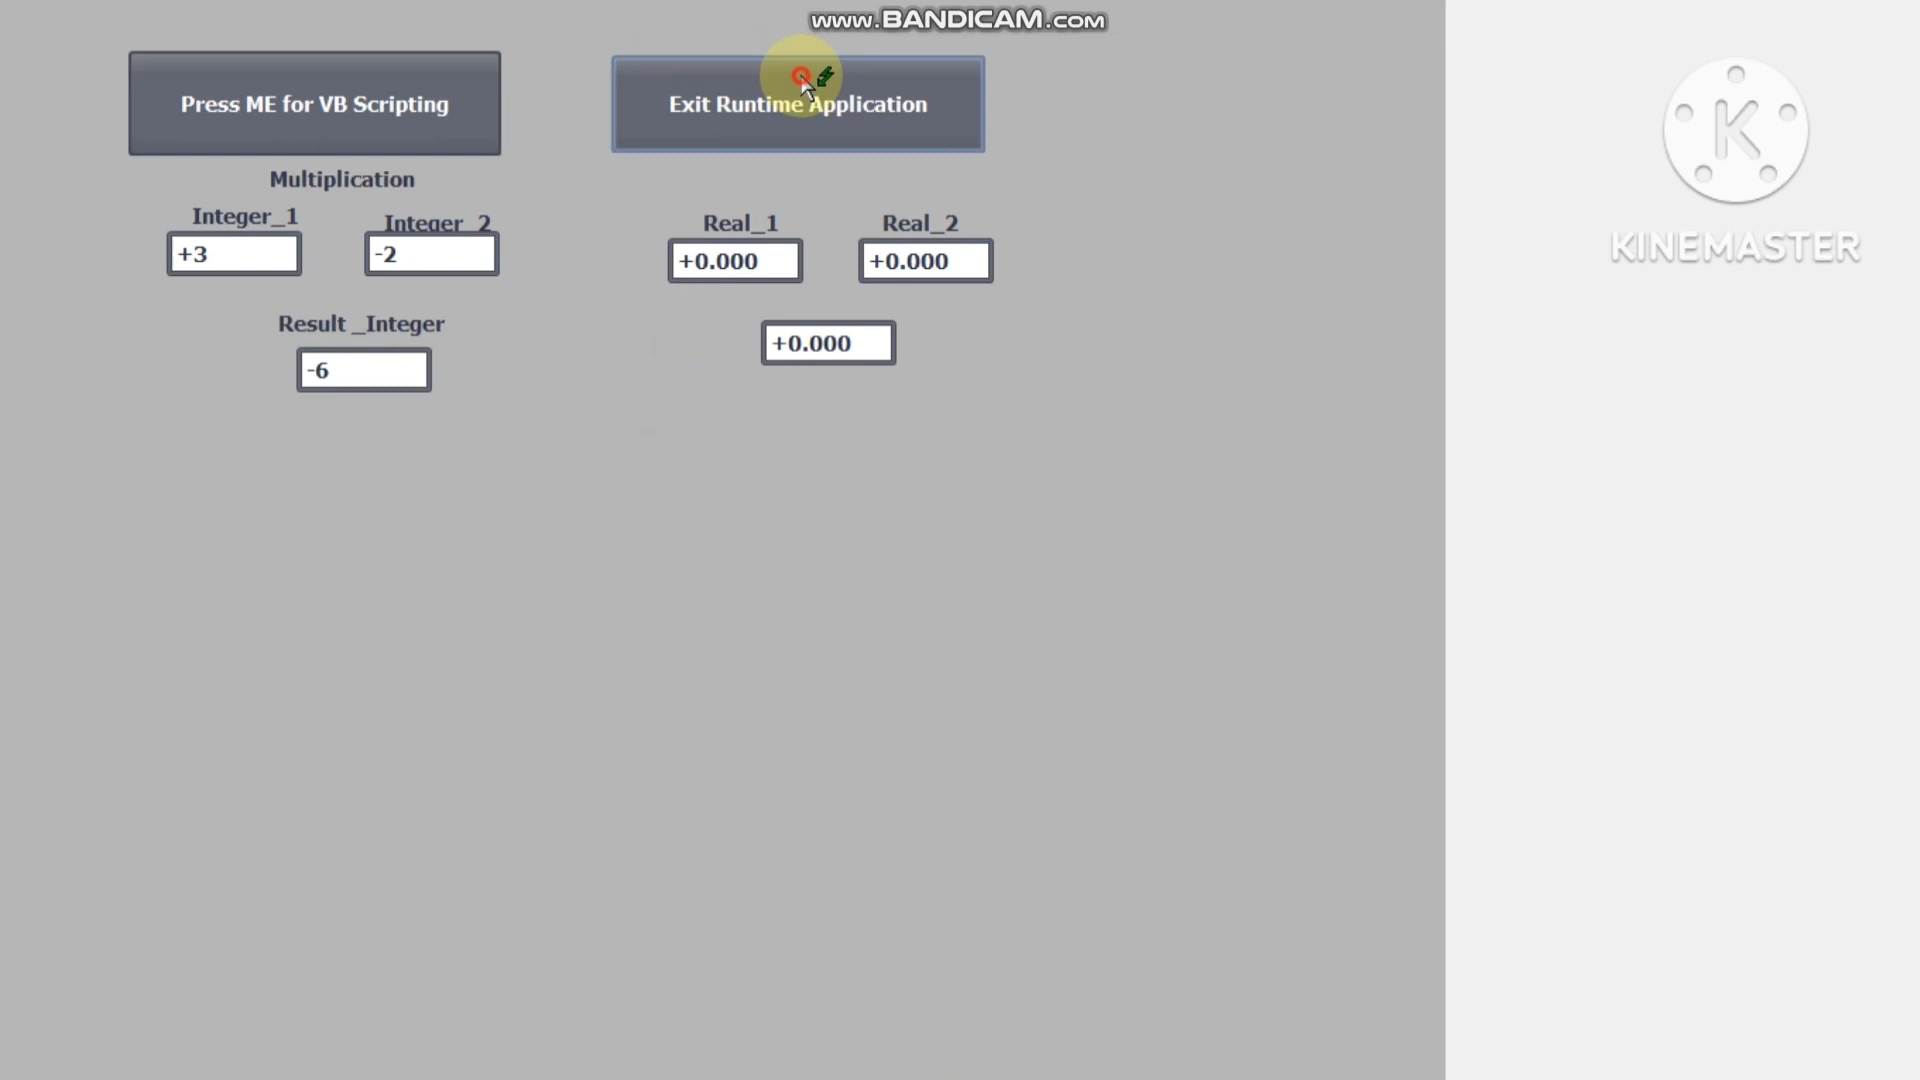 www.BANDICAM.com
Press ME for VB Scripting
Exit Runtime Application
Multiplication
Integer_1
Integer_2
Real_1
Real_2
+3
-2
+0.000
+0.000
Result _Integer
+0.000
-6
K
KINEMASTER